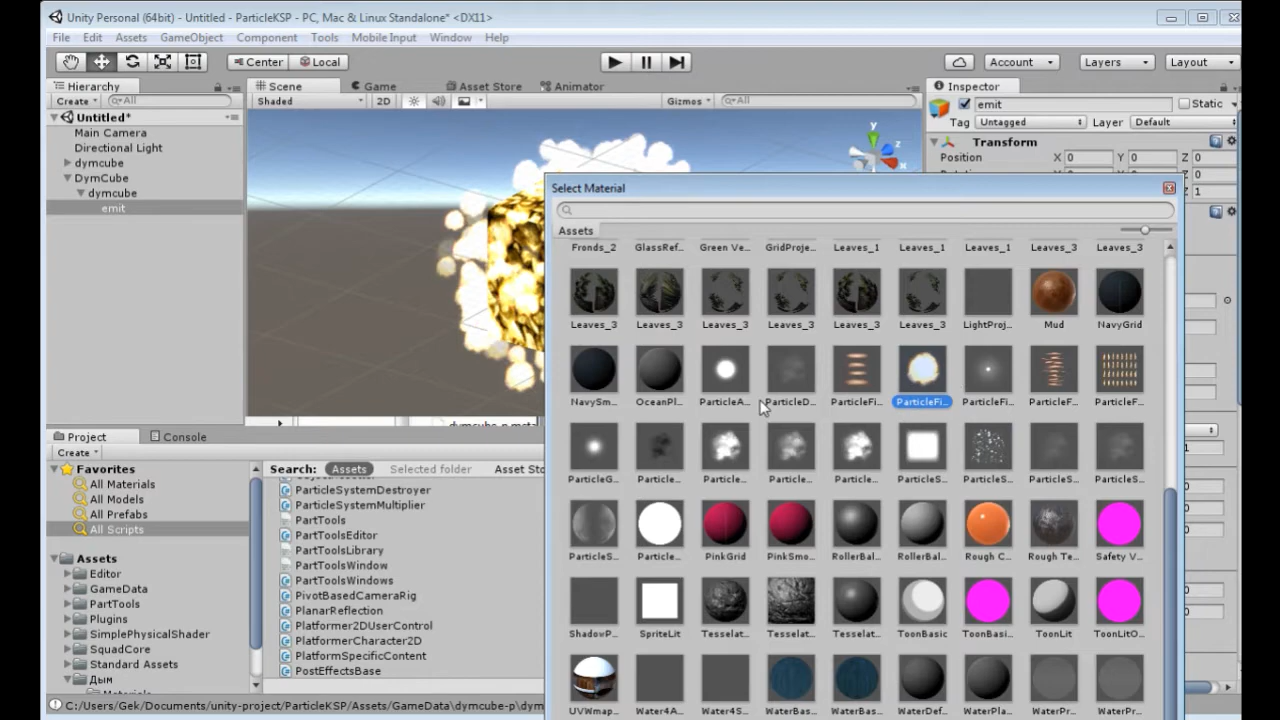 Unity Personal (64bit) - Untitled - ParticleKSP - PC, Mac & Linux Standalone* <DX11>
File Edit Assets GameObject Component Tools Mobile Input Window Help
Center Local Account Layers Layout
Hierarchy
Create All
Untitled*
Main Camera
Directional Light
dymcube
DymCube
dymcube
emit
Scene Game Asset Store Animator
Shaded 2D Gizmos All
Inspector
emit Static
Tag Untagged Layer Default
Transform
Position X 0 Y 0 Z 0
Z 0
Z 1
Select Material
Assets
Fronds_2 GlassRef... Green Ve... GridProje... Leaves_1 Leaves_1 Leaves_1 Leaves_3 Leaves_3
Leaves_3 Leaves_3 Leaves_3 Leaves_3 Leaves_3 Leaves_3 LightProj... Mud NavyGrid
NavySm... OceanPl... ParticleA... ParticleD... ParticleFi... ParticleFi... ParticleFi... ParticleF... ParticleF...
ParticleG... Particle... Particle... Particle... Particle... ParticleS... ParticleS... ParticleS... ParticleS...
ParticleS... Particle... PinkGrid PinkSmo... RollerBal... RollerBal... Rough C... Rough Te... Safety V...
ShadowP... SpriteLit Tesselat... Tesselat... Tesselat... ToonBasic ToonBasi... ToonLit ToonLitO...
UVWmap... Water4A... Water4S... WaterBas... WaterBas... WaterDef... WaterPla... WaterPr... WaterPr...
Project Console
Create
Favorites
All Materials
All Models
All Prefabs
All Scripts
Assets
Editor
GameData
PartTools
Plugins
SimplePhysicalShader
SquadCore
Standard Assets
Дым
Search: Assets Selected folder Asset Sto
ParticleSystemDestroyer
ParticleSystemMultiplier
PartTools
PartToolsEditor
PartToolsLibrary
PartToolsWindow
PartToolsWindows
PivotBasedCameraRig
PlanarReflection
Platformer2DUserControl
PlatformerCharacter2D
PlatformSpecificContent
PostEffectsBase
C:/Users/Gek/Documents/unity-project/ParticleKSP/Assets/GameData\dymcube-p\dym